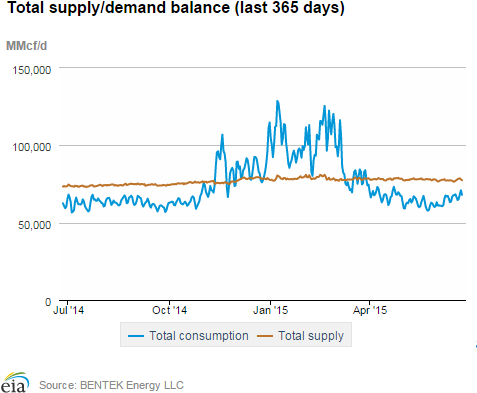 Total supply/demand balance (last 365 days)
MMcf/d
150,000
100,000
50,000
0
Jul '14 Oct '14 Jan '15 Apr '15
Total consumption Total supply
eia Source: BENTEK Energy LLC